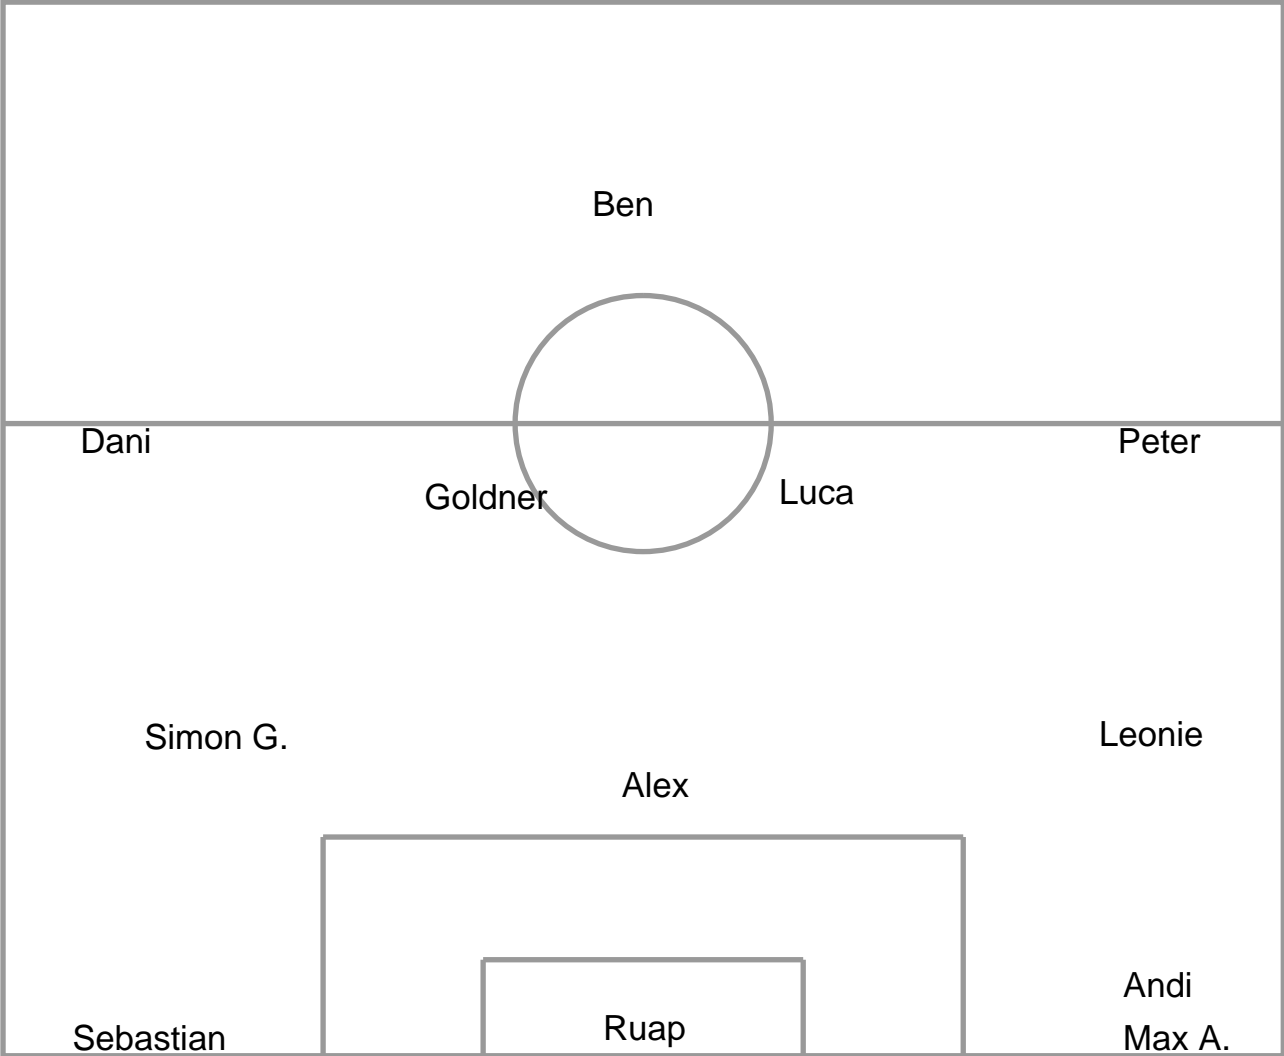 Ben
Dani
Peter
Goldner
Luca
Simon G.
Leonie
Alex
Andi
Ruap
Sebastian
Max A.